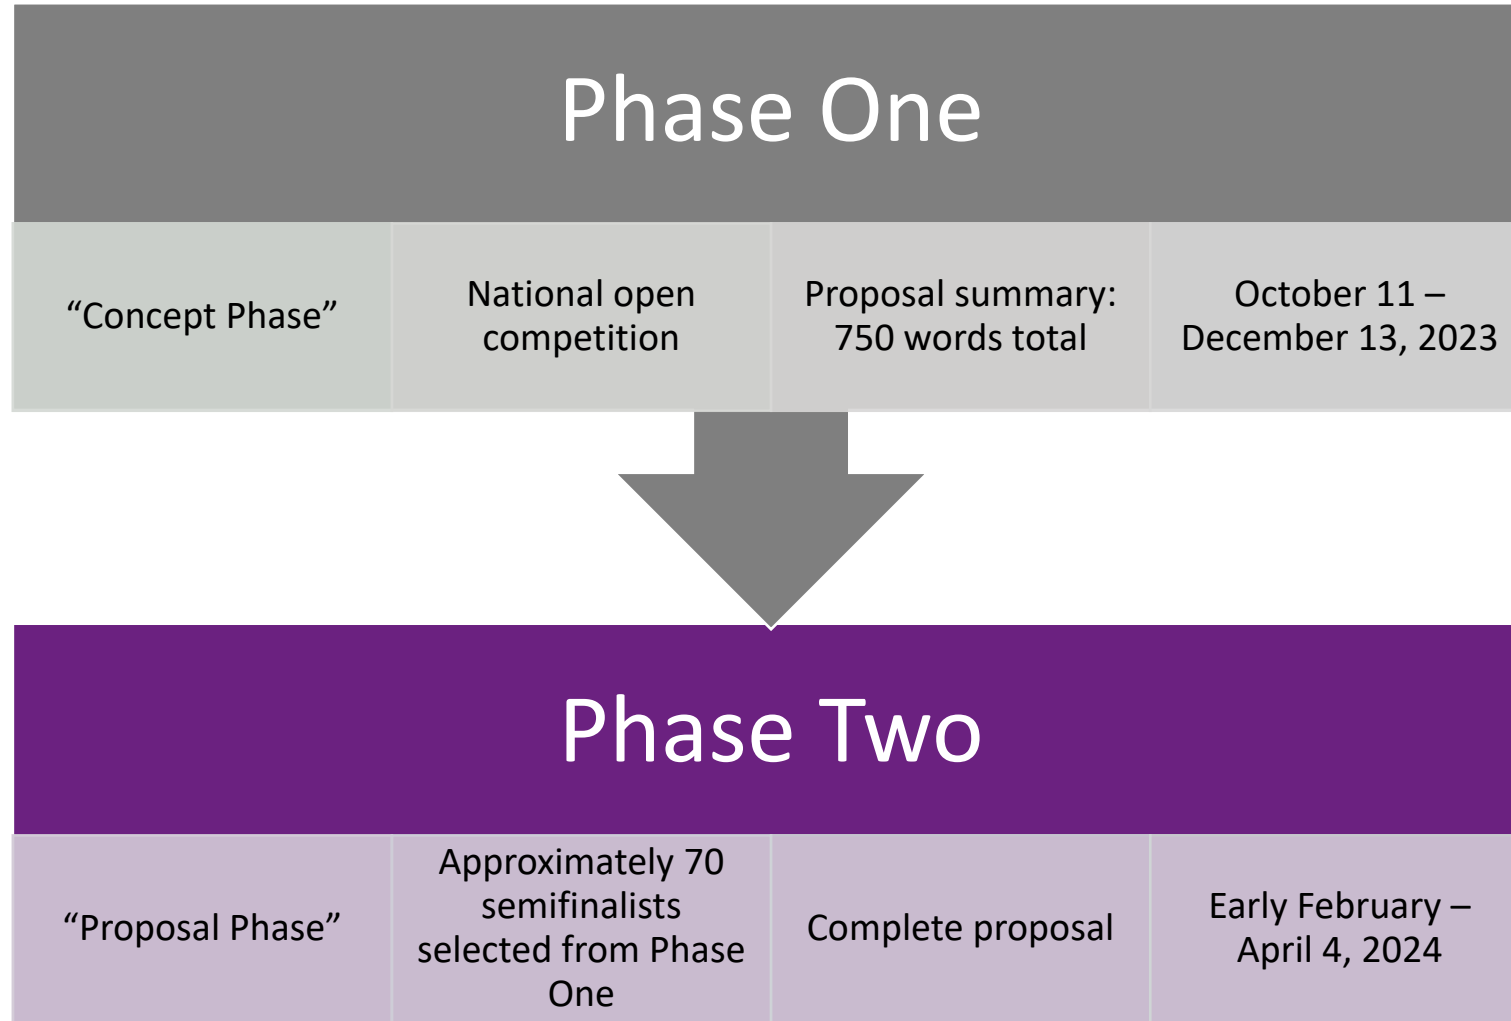 Phase One
“Concept Phase”
National open
competition
Proposal summary:
750 words total
October 11 –
December 13, 2023
Phase Two
“Proposal Phase”
Approximately 70
semifinalists
selected from Phase
One
Complete proposal
Early February –
April 4, 2024